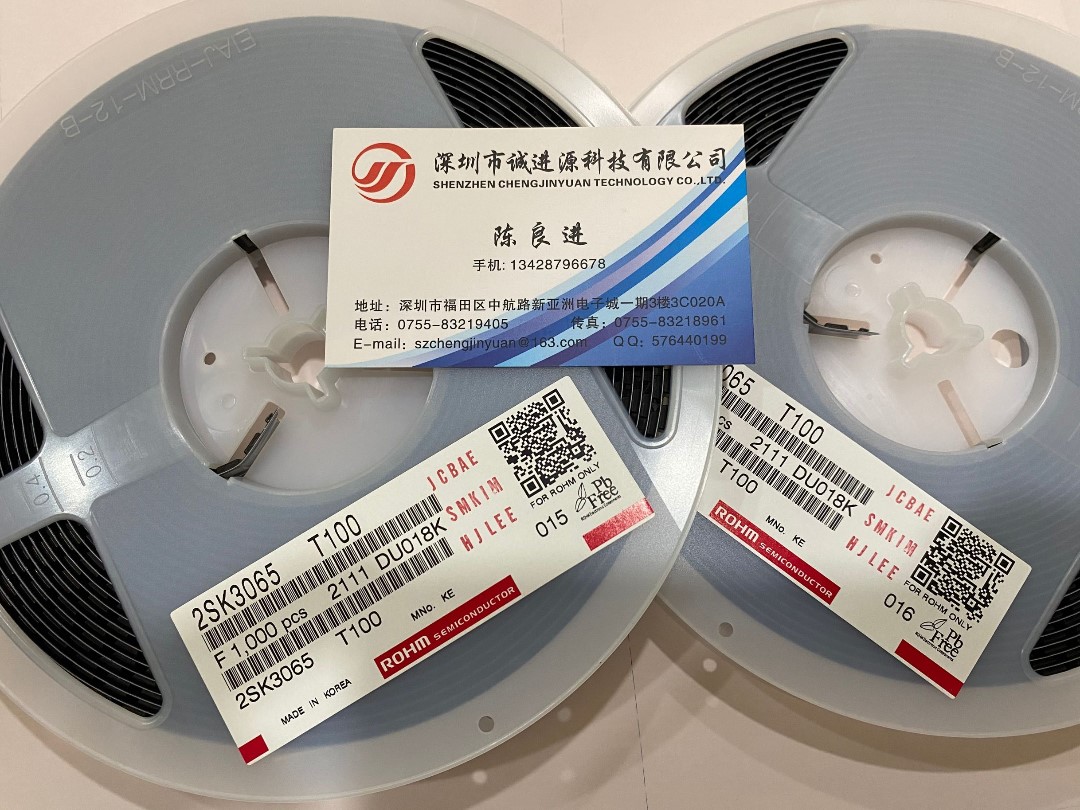 EIAJ-RRM-12-B
M-12-B
深圳市诚进源科技有限公司
SHENZHEN CHENGJINYUAN TECHNOLOGY CO.,LTD.
陈良进
手机: 13428796678
地址: 深圳市福田区中航路新亚洲电子城一期3楼3C020A
电话: 0755-83219405 传真: 0755-83218961
E-mail: szchengjinyuan@163.com QQ: 576440199
0.4
0.2
2SK3065 T100
F 1,000 pcs 2111 DU018K
2SK3065 T100 MNo. KE
MADE IN KOREA
ROHM SEMICONDUCTOR
JCBAE
SMKIM
HJLEE
FOR ROHM ONLY
015
Pb
Free
065 T100
cs 2111 DU018K
T100 MNo. KE
ROHM SEMICONDUCTOR
JCBAE
SMKIM
HJLEE
FOR ROHM ONLY
016
Pb
Free